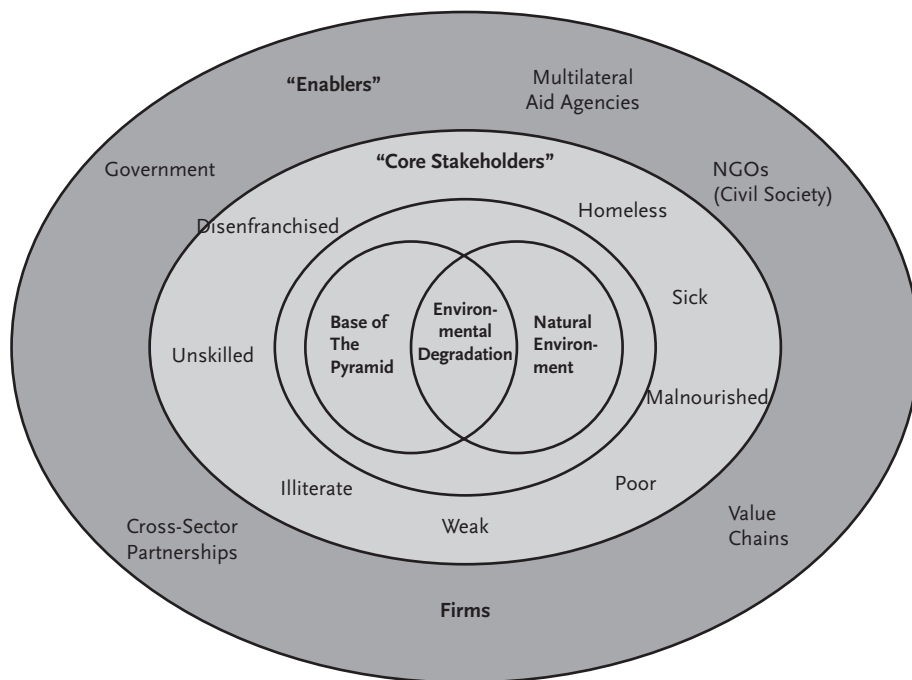 “Enablers”
Multilateral
Aid Agencies
Government
“Core Stakeholders”
NGOs
(Civil Society)
Disenfranchised
Homeless
Sick
Base of
The
Pyramid
Environ-
mental
Degradation
Natural
Environ-
ment
Unskilled
Malnourished
Illiterate
Poor
Weak
Cross-Sector
Partnerships
Value
Chains
Firms